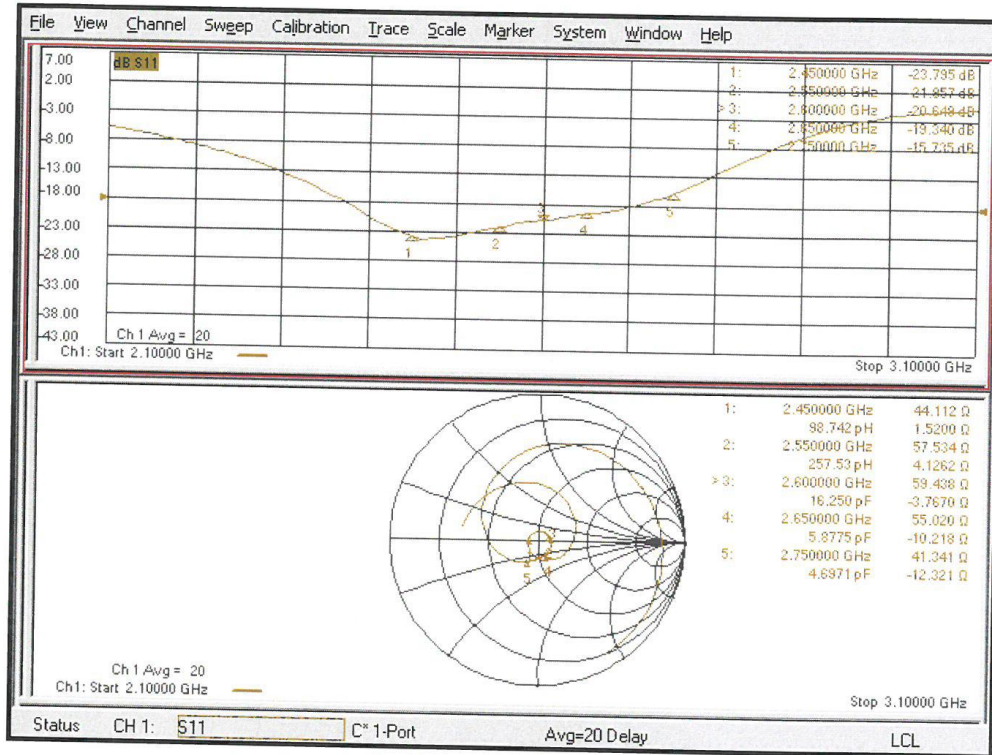 File View Channel Sweep Calibration Trace Scale Marker System Window Help
7.00
dB S11
2.00
-3.00
-8.00
-13.00
-18.00
-23.00
-28.00
-33.00
-38.00
-43.00
1: 2.450000 GHz -23.795 dB
2: 2.550000 GHz -21.857 dB
> 3: 2.600000 GHz -20.649 dB
4: 2.650000 GHz -19.340 dB
5: 2.750000 GHz -15.735 dB
1
2
3
4
5
Ch 1 Avg = 20
Ch1: Start 2.10000 GHz
Stop 3.10000 GHz
1: 2.450000 GHz 44.112 Ω
98.742 pH 1.5200 Ω
2: 2.550000 GHz 57.534 Ω
257.53 pH 4.1262 Ω
> 3: 2.600000 GHz 59.438 Ω
16.250 pF -3.7670 Ω
4: 2.650000 GHz 55.020 Ω
5.8775 pF -10.218 Ω
5: 2.750000 GHz 41.341 Ω
4.6971 pF -12.321 Ω
5
4
Ch 1 Avg = 20
Ch1: Start 2.10000 GHz
Stop 3.10000 GHz
Status CH 1: S11 C* 1-Port Avg=20 Delay LCL